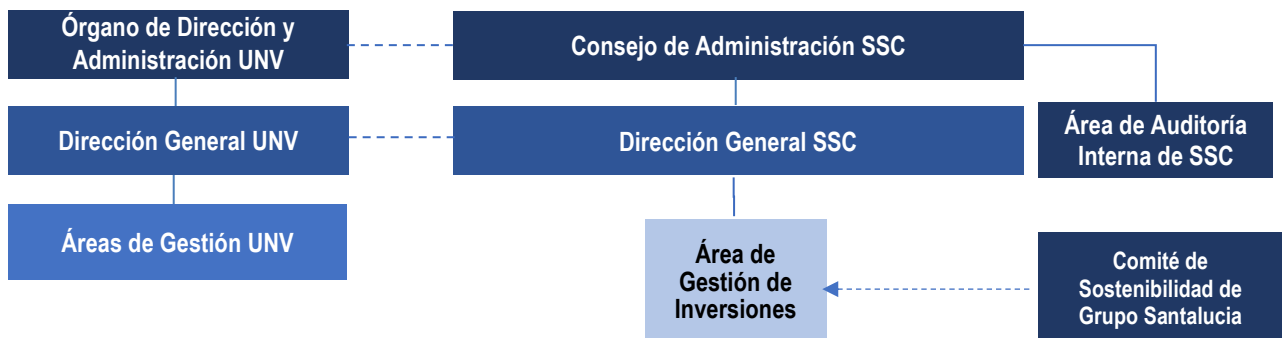 Órgano de Dirección y
Administración UNV
Consejo de Administración SSC
Dirección General UNV
Dirección General SSC
Área de Auditoría
Interna de SSC
Áreas de Gestión UNV
Área de
Gestión de
Inversiones
Comité de
Sostenibilidad de
Grupo Santalucia